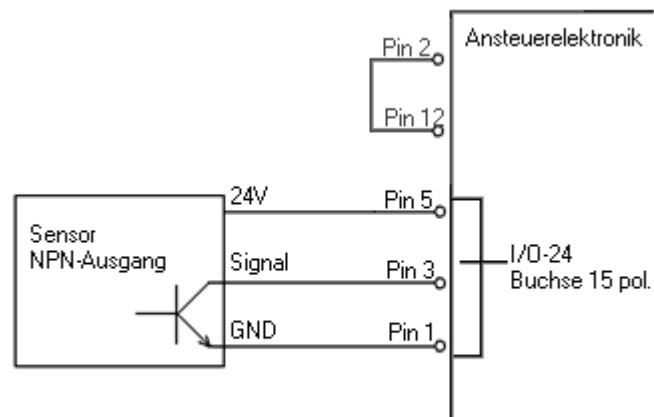 Ansteuerelektronik
Pin 2
Pin 12
24V
Pin 5
Sensor
NPN-Ausgang
Signal
Pin 3
I/O-24
Buchse 15 pol.
GND
Pin 1